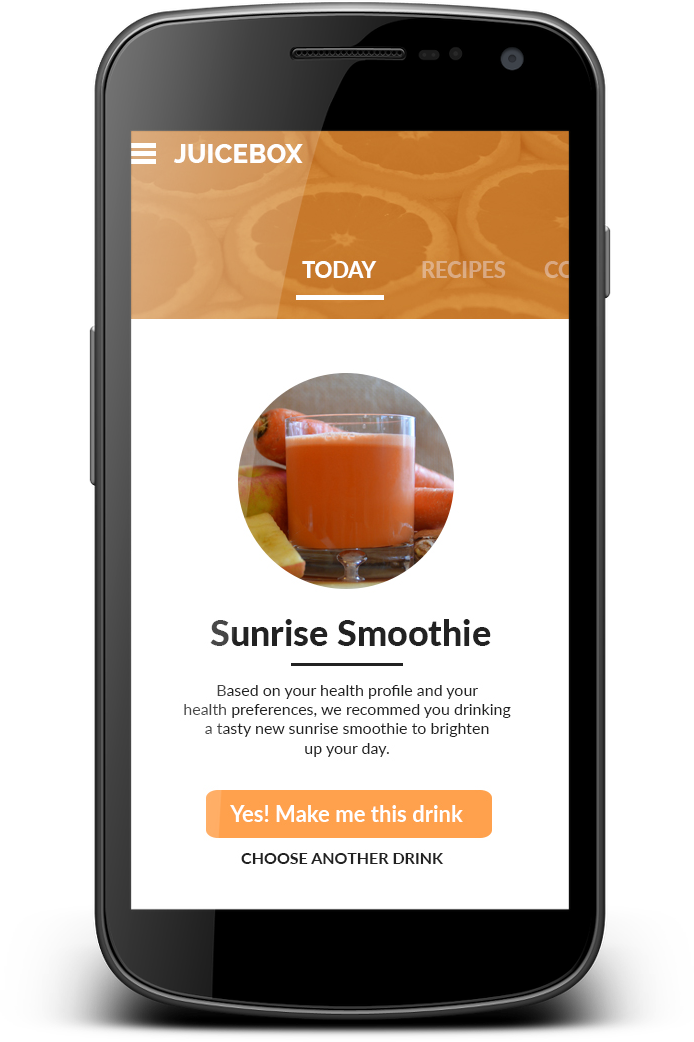 JUICEBOX
TODAY RECIPES CO
Sunrise Smoothie
Based on your health profile and your
health preferences, we recommed you drinking
a tasty new sunrise smoothie to brighten
up your day.
Yes! Make me this drink
CHOOSE ANOTHER DRINK